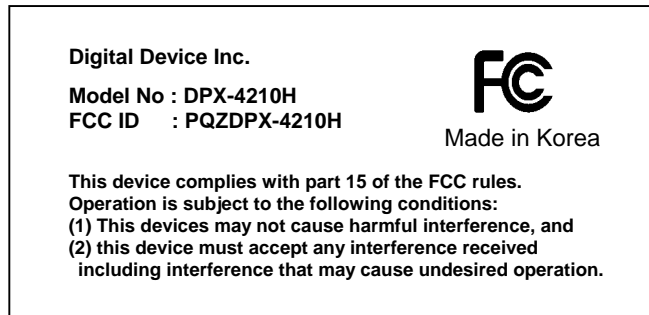 Digital Device Inc.
Model No : DPX-4210H
FCC ID : PQZDPX-4210H
FC
Made in Korea
This device complies with part 15 of the FCC rules.
Operation is subject to the following conditions:
(1) This devices may not cause harmful interference, and
(2) this device must accept any interference received
including interference that may cause undesired operation.